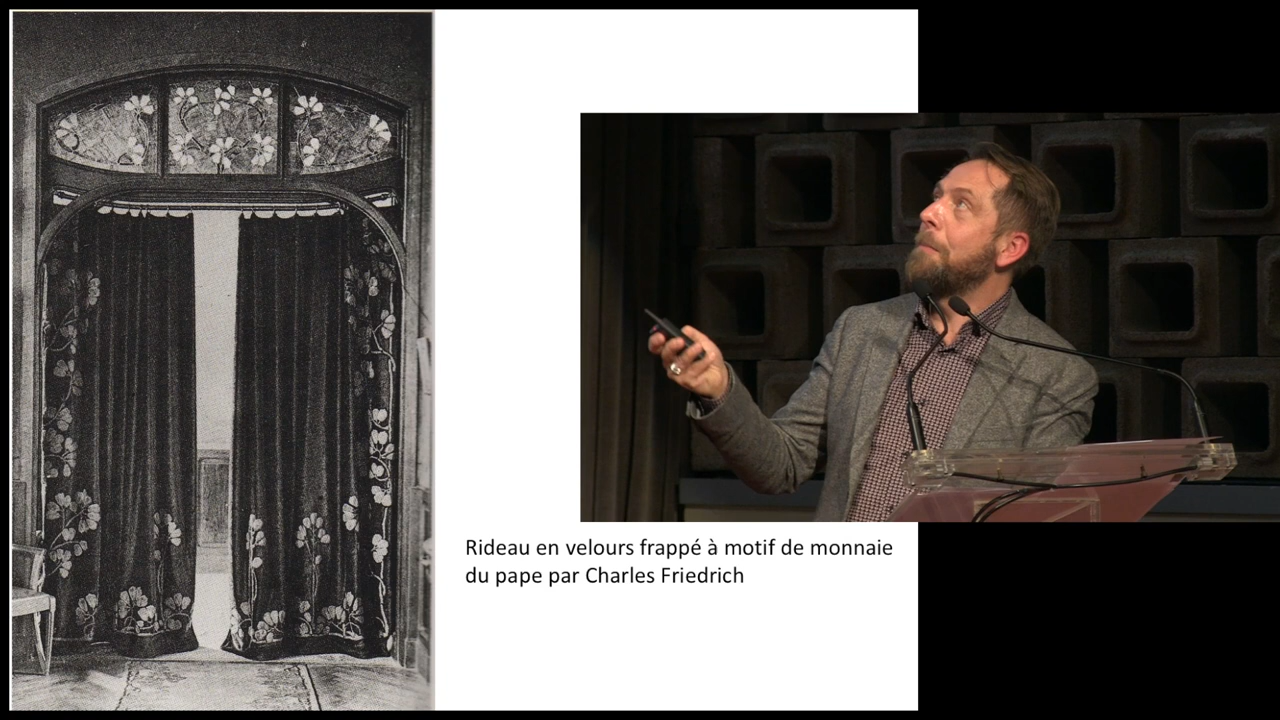 Rideau en velours frappé à motif de monnaie
du pape par Charles Friedrich